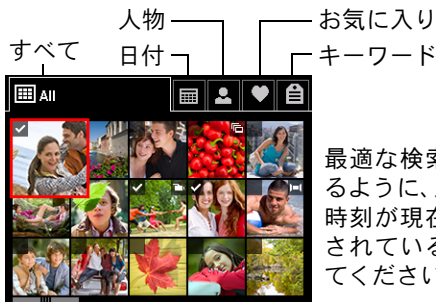 人物
お気に入り
すべて
日付
キーワード
All
最適な検索
るように、
時刻が現在
されている
てください